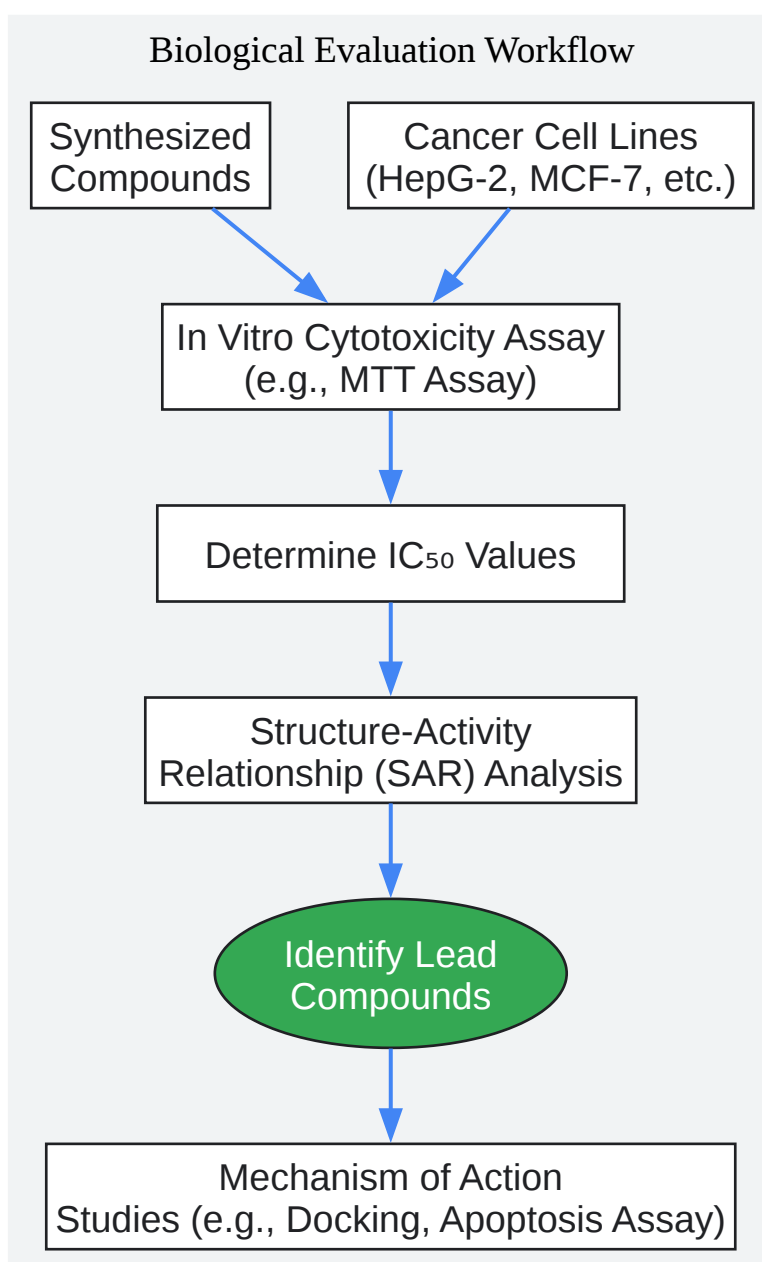 Biological Evaluation Workflow
Synthesized
Compounds
Cancer Cell Lines
(HepG-2, MCF-7, etc.)
In Vitro Cytotoxicity Assay
(e.g., MTT Assay)
Determine IC₅₀ Values
Structure-Activity
Relationship (SAR) Analysis
Identify Lead
Compounds
Mechanism of Action
Studies (e.g., Docking, Apoptosis Assay)